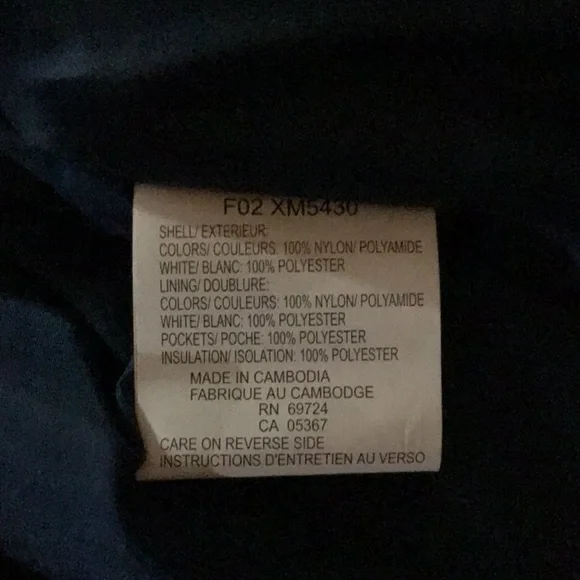 F02 XM5430
SHELL/ EXTERIEUR:
COLORS/ COULEURS: 100% NYLON/ POLYAMIDE
WHITE/ BLANC: 100% POLYESTER
LINING/ DOUBLURE:
COLORS/ COULEURS: 100% NYLON/ POLYAMIDE
WHITE/ BLANC: 100% POLYESTER
POCKETS/ POCHE: 100% POLYESTER
INSULATION/ ISOLATION: 100% POLYESTER
MADE IN CAMBODIA
FABRIQUE AU CAMBODGE
RN 69724
CA 05367
CARE ON REVERSE SIDE
INSTRUCTIONS D'ENTRETIEN AU VERSO